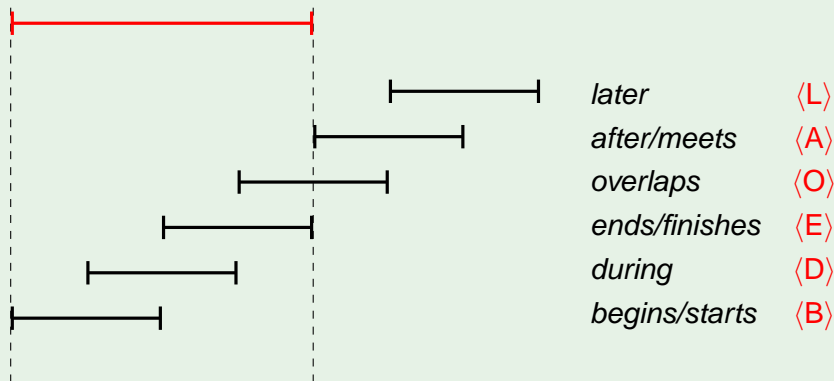 later ⟨L⟩
after/meets ⟨A⟩
overlaps ⟨O⟩
ends/finishes ⟨E⟩
during ⟨D⟩
begins/starts ⟨B⟩